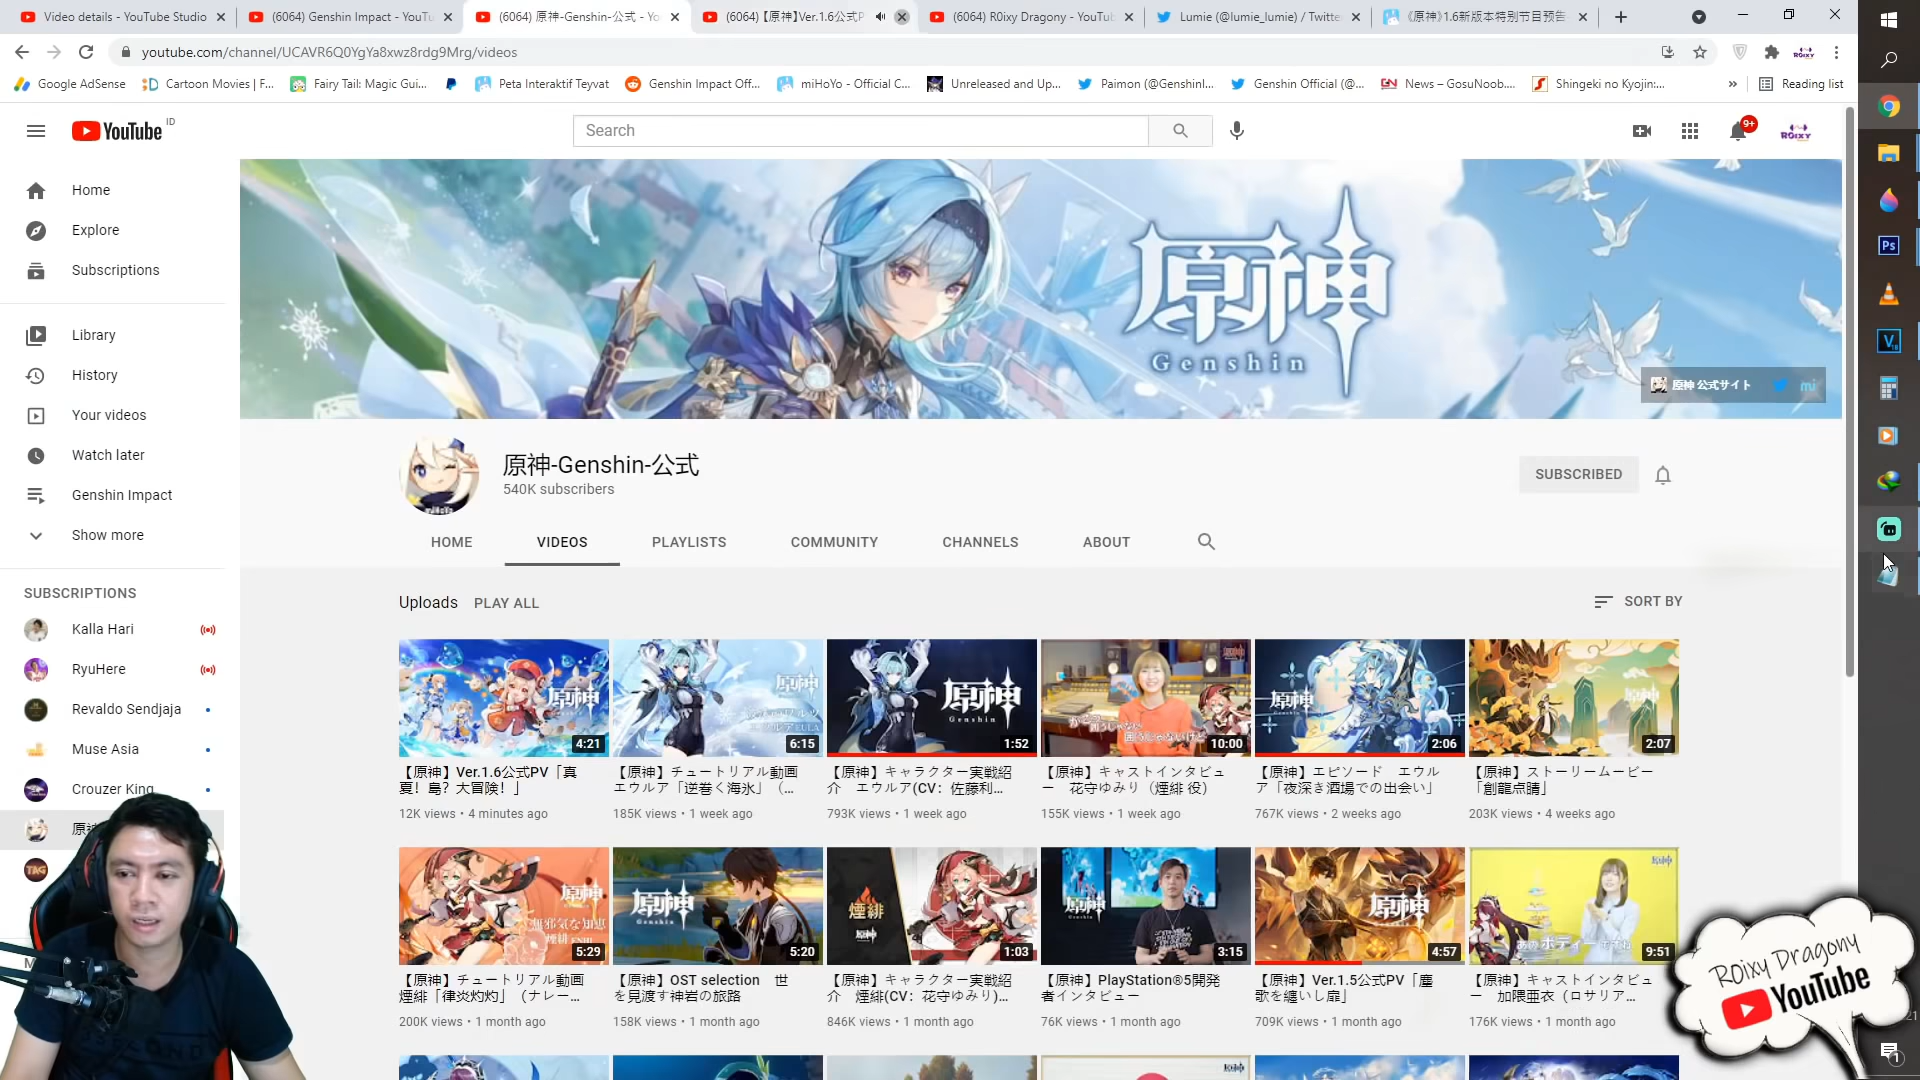 Video details - YouTube Studio
(6064) Genshin Impact - YouTu
(6064) 原神-Genshin-公式 - Yo
(6064)【原神】Ver.1.6公式P
(6064) R0ixy Dragony - YouTub
Lumie (@lumie_lumie) / Twitte
《原神》1.6新版本特别节目预告
youtube.com/channel/UCAVR6Q0YgYa8xwz8rdg9Mrg/videos
Google AdSense
Cartoon Movies | F...
Fairy Tail: Magic Gui...
Peta Interaktif Teyvat
Genshin Impact Off...
miHoYo - Official C...
Unreleased and Up...
Paimon (@GenshinI...
Genshin Official (@...
News – GosuNoob....
Shingeki no Kyojin:...
Reading list
YouTube ID
Search
9+
Home
Explore
Subscriptions
Library
History
Your videos
Watch later
Genshin Impact
Show more
SUBSCRIPTIONS
Kalla Hari
RyuHere
Revaldo Sendjaja
Muse Asia
Crouzer King
原神
TAG
原神
Genshin
原神 公式サイト
原神-Genshin-公式
540K subscribers
SUBSCRIBED
HOME
VIDEOS
PLAYLISTS
COMMUNITY
CHANNELS
ABOUT
Uploads
PLAY ALL
SORT BY
4:21
6:15
1:52
10:00
2:06
2:07
【原神】Ver.1.6公式PV「真
夏！島？大冒険！」
12K views • 4 minutes ago
【原神】チュートリアル動画
エウルア「逆巻く海氷」（...
185K views • 1 week ago
【原神】キャラクター実戦紹
介　エウルア(CV：佐藤利...
793K views • 1 week ago
【原神】キャストインタビュ
ー　花守ゆみり（煙緋 役）
155K views • 1 week ago
【原神】エピソード　エウル
ア「夜深き酒場での出会い」
767K views • 2 weeks ago
【原神】ストーリームービー
「創龍点睛」
203K views • 4 weeks ago
5:29
5:20
1:03
3:15
4:57
9:51
【原神】チュートリアル動画
煙緋「律炎灼灼」（ナレー...
200K views • 1 month ago
【原神】OST selection　世
を見渡す神岩の旅路
158K views • 1 month ago
【原神】キャラクター実戦紹
介　煙緋(CV：花守ゆみり)...
846K views • 1 month ago
【原神】PlayStation®5開発
者インタビュー
76K views • 1 month ago
【原神】Ver.1.5公式PV「塵
歌を纏いし扉」
709K views • 1 month ago
【原神】キャストインタビュ
ー　加隈亜衣（ロサリア...
176K views • 1 month ago
R0ixy Dragony
YouTube